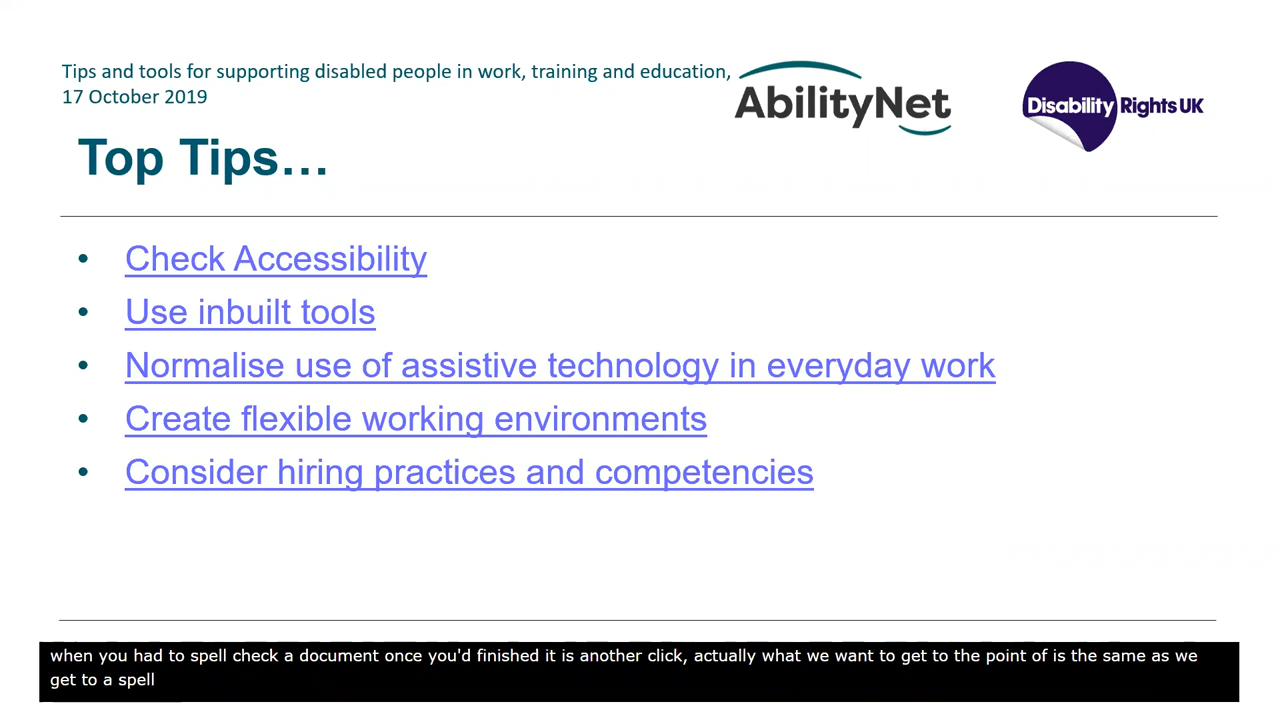 Tips and tools for supporting disabled people in work, training and education,
17 October 2019
AbilityNet
Disability Rights UK
Top Tips…
• Check Accessibility
• Use inbuilt tools
• Normalise use of assistive technology in everyday work
• Create flexible working environments
• Consider hiring practices and competencies
when you had to spell check a document once you'd finished it is another click, actually what we want to get to the point of is the same as we
get to a spell